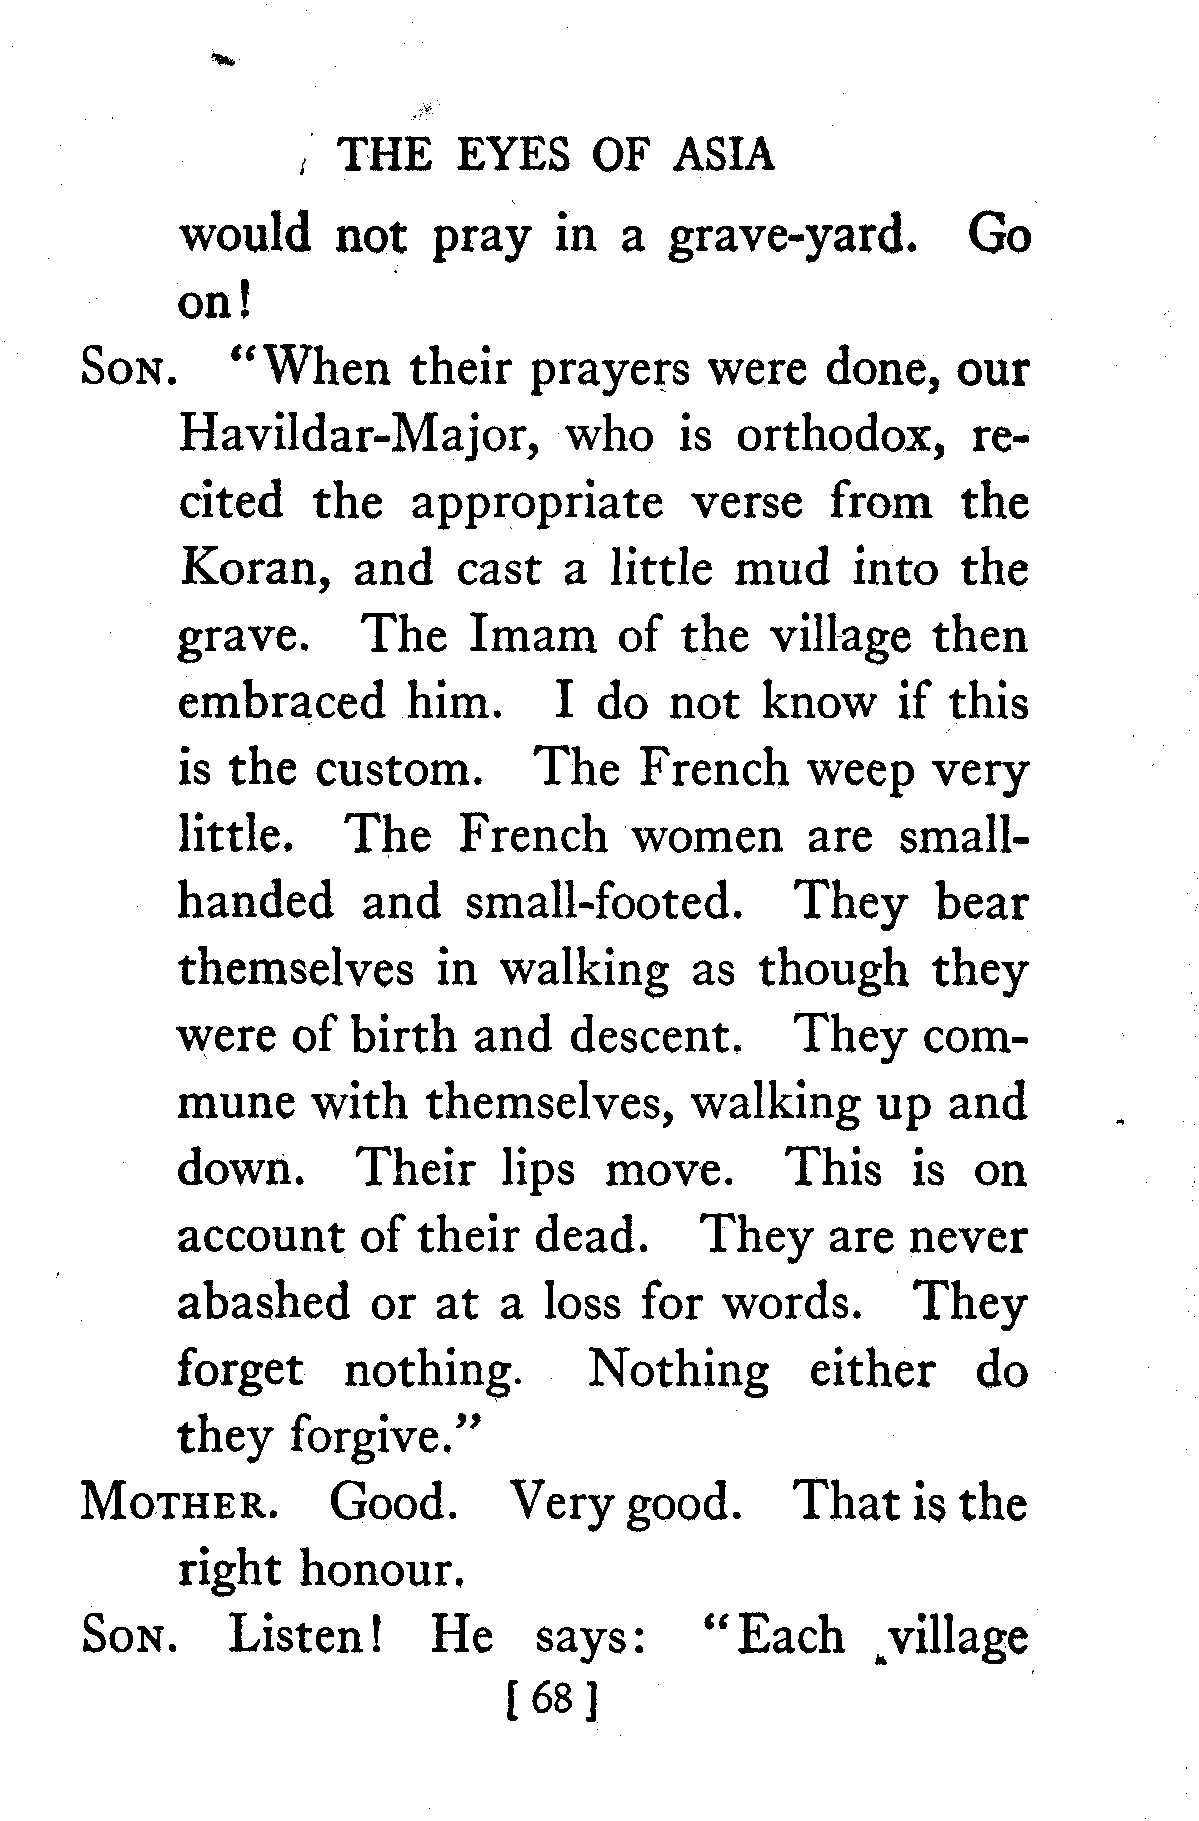 THE EYES OF ASIA
would not pray in a grave-yard. Go
on!
SON. "When their prayers were done, our
Havildar-Major, who is orthodox, re-
cited the appropriate verse from the
Koran, and cast a little mud into the
grave. The Imam of the village then
embraced him. I do not know if this
is the custom. The French weep very
little. The French women are small-
handed and small-footed. They bear
themselves in walking as though they
were of birth and descent. They com-
mune with themselves, walking up and
down. Their lips move. This is on
account of their dead. They are never
abashed or at a loss for words. They
forget nothing. Nothing either do
they forgive."
MOTHER. Good. Very good. That is the
right honour.
SON. Listen! He says: "Each village
[ 68 ]